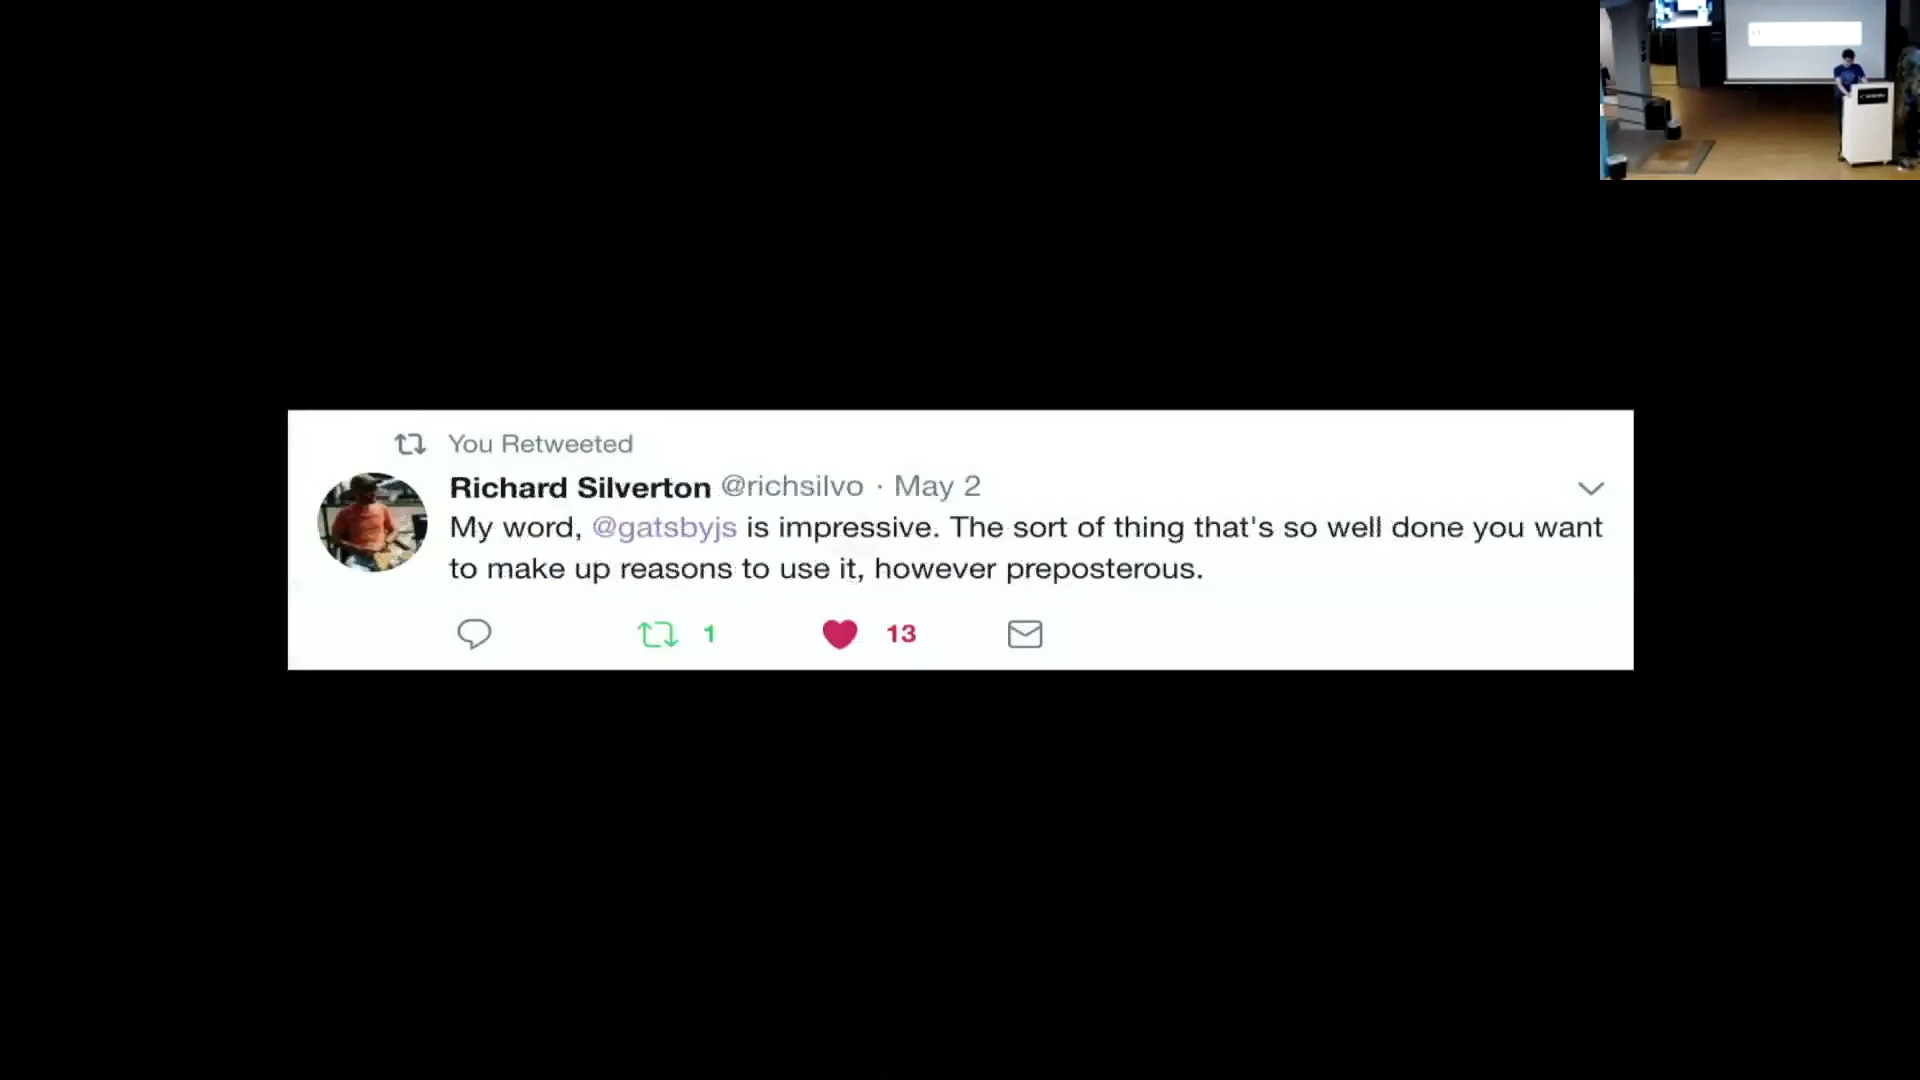 You Retweeted
Richard Silverton @richsilvo · May 2
My word, @gatsbyjs is impressive. The sort of thing that's so well done you want
to make up reasons to use it, however preposterous.
1 13